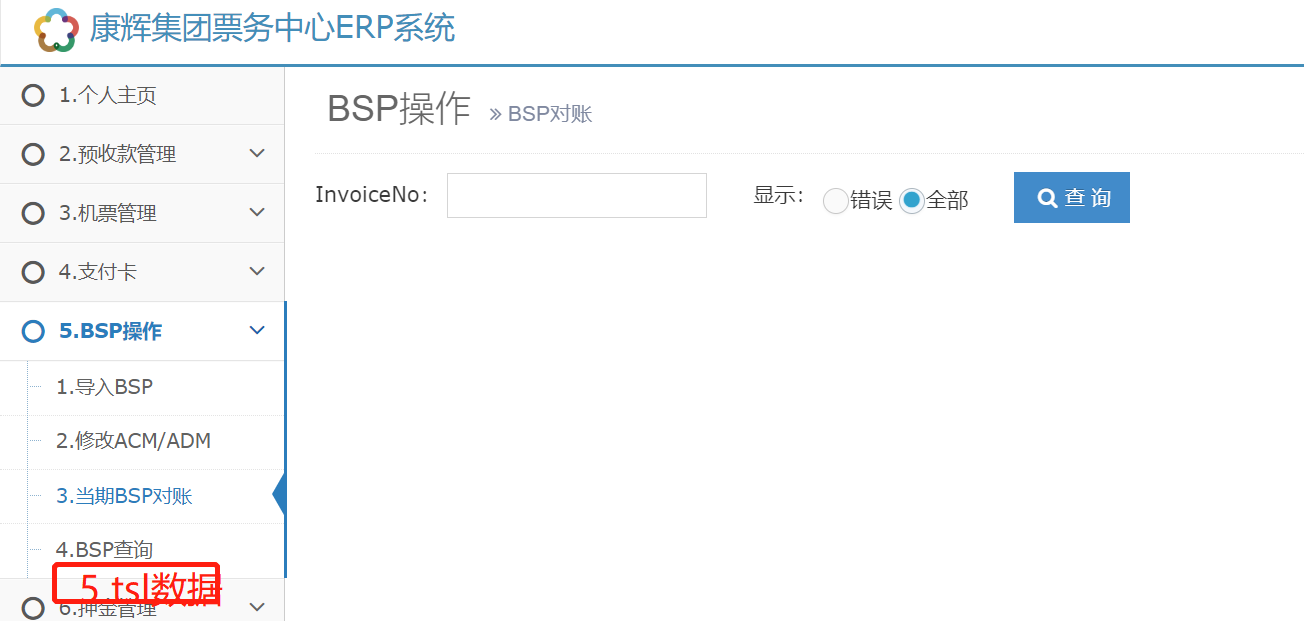 康辉集团票务中心ERP系统
1.个人主页
2.预收款管理
3.机票管理
4.支付卡
5.BSP操作
1.导入BSP
2.修改ACM/ADM
3.当期BSP对账
4.BSP查询
5.tsl数据
6.押金管理
BSP操作 » BSP对账
InvoiceNo: 显示: 错误 全部 查 询